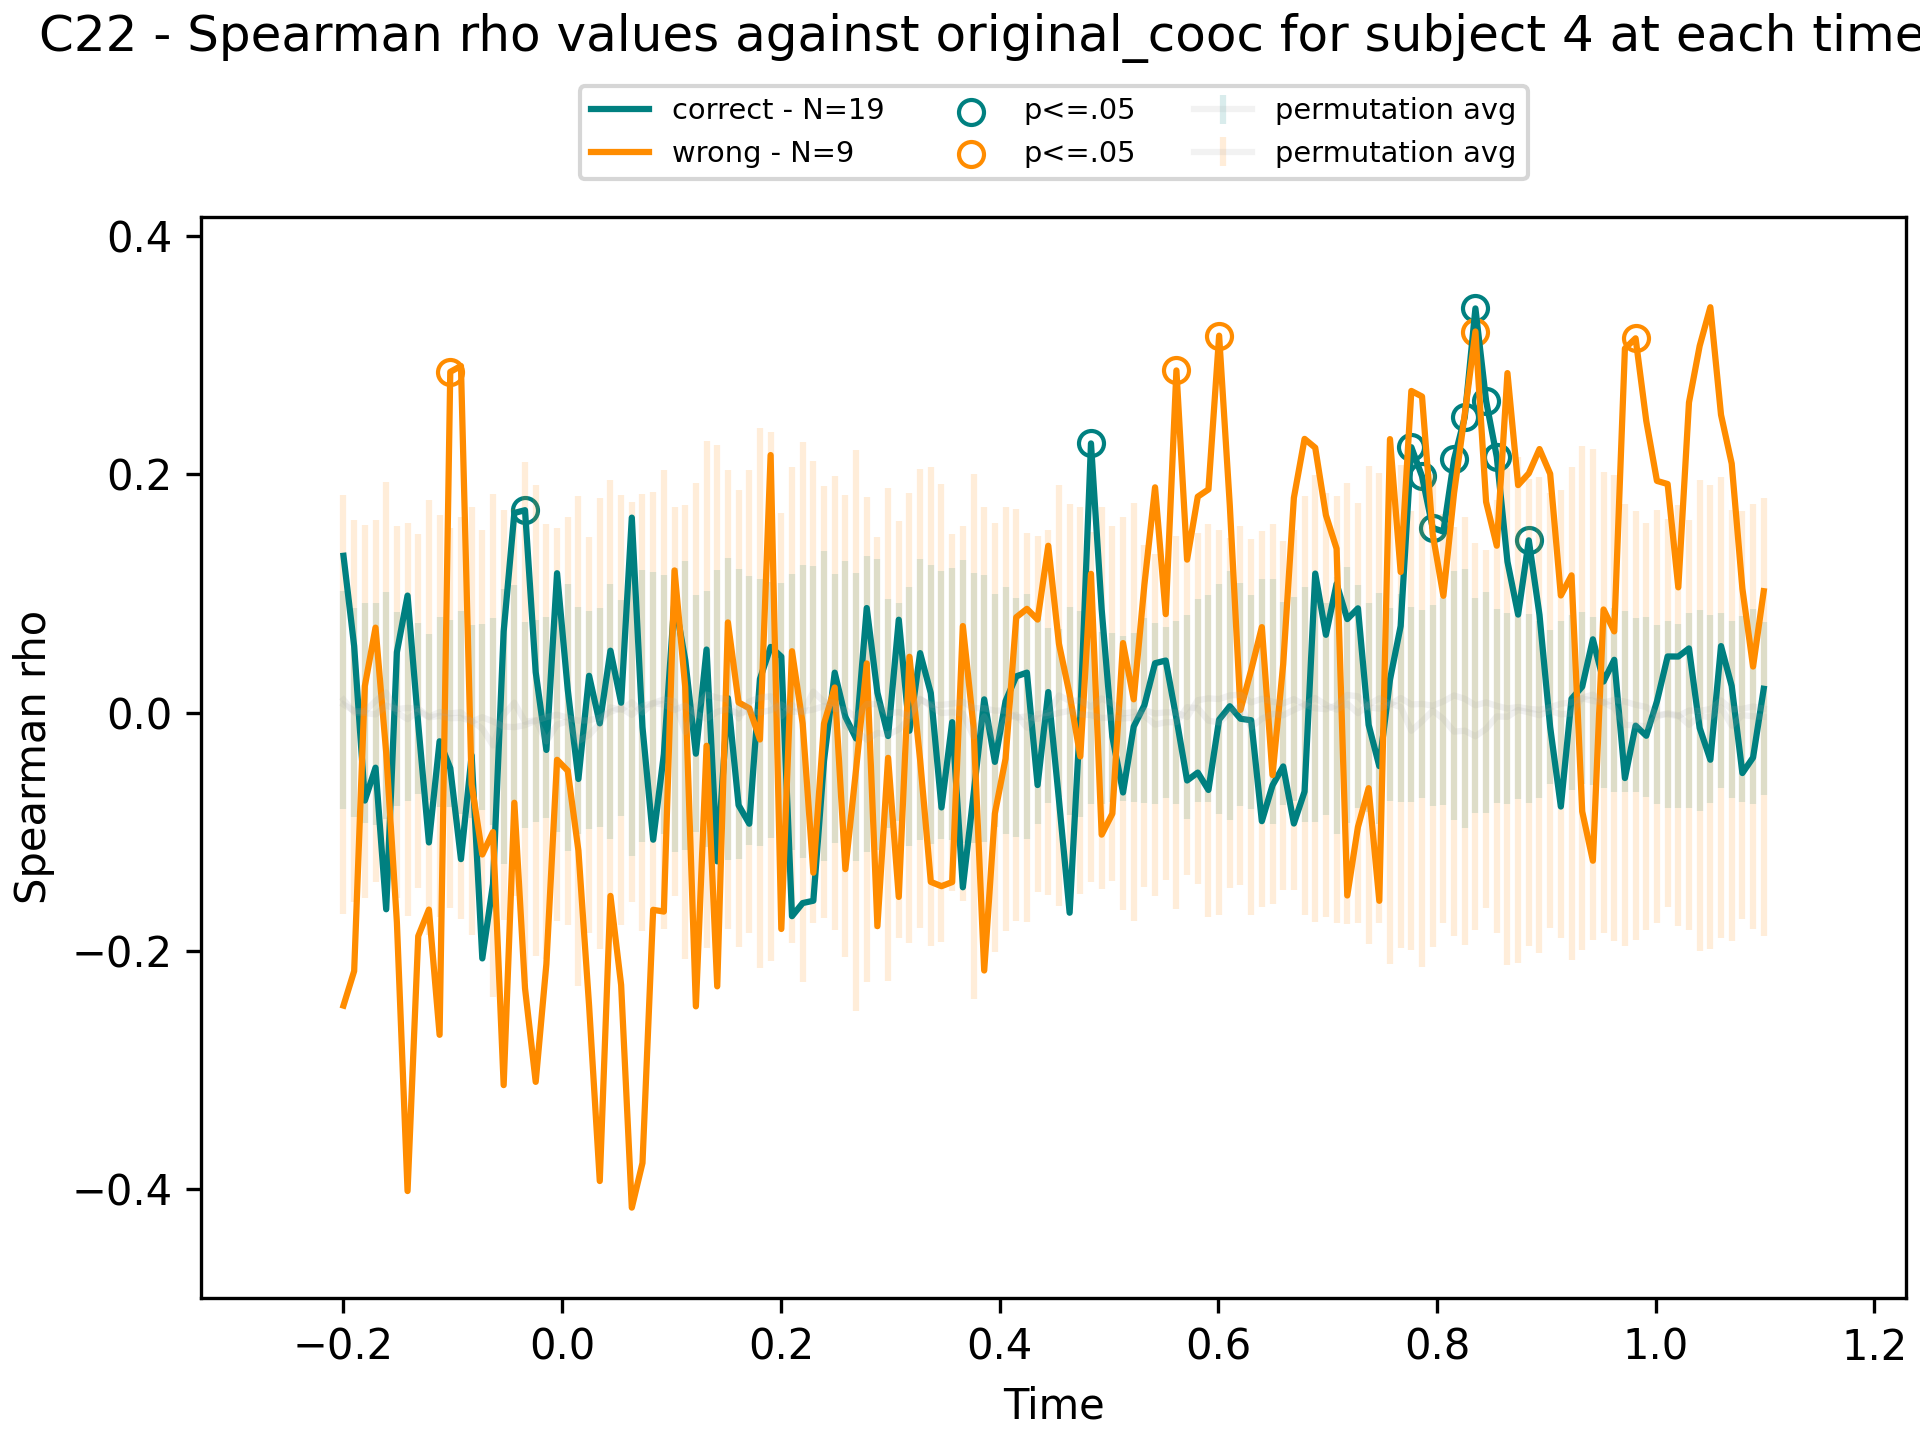 C22 - Spearman rho values against original_cooc for subject 4 at each time
correct - N=19
wrong - N=9
p<=.05
p<=.05
permutation avg
permutation avg
Spearman rho
0.4
0.2
0.0
−0.2
−0.4
−0.2 0.0 0.2 0.4 0.6 0.8 1.0 1.2
Time